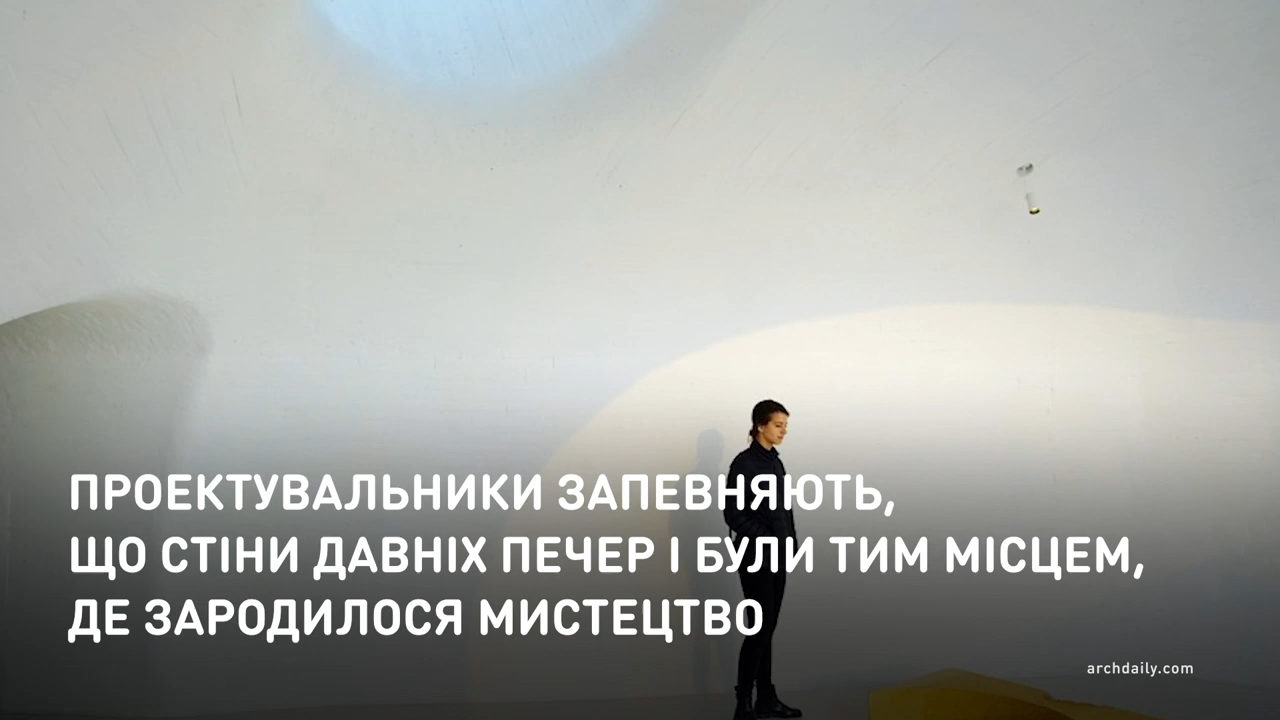 ПРОЕКТУВАЛЬНИКИ ЗАПЕВНЯЮТЬ,
ЩО СТІНИ ДАВНІХ ПЕЧЕР І БУЛИ ТИМ МІСЦЕМ,
ДЕ ЗАРОДИЛОСЯ МИСТЕЦТВО
archdaily.com